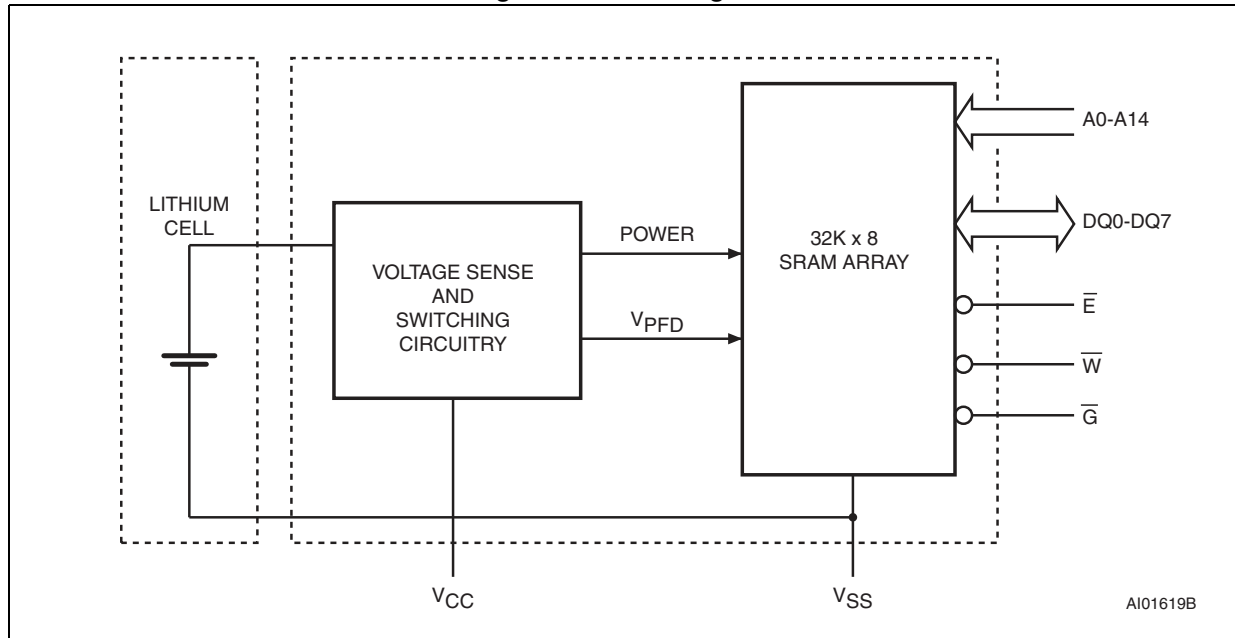 LITHIUM
CELL
VOLTAGE SENSE
AND
SWITCHING
CIRCUITRY
POWER
VPFD
32K x 8
SRAM ARRAY
A0-A14
DQ0-DQ7
E̅
W̅
G̅
VCC
VSS
AI01619B